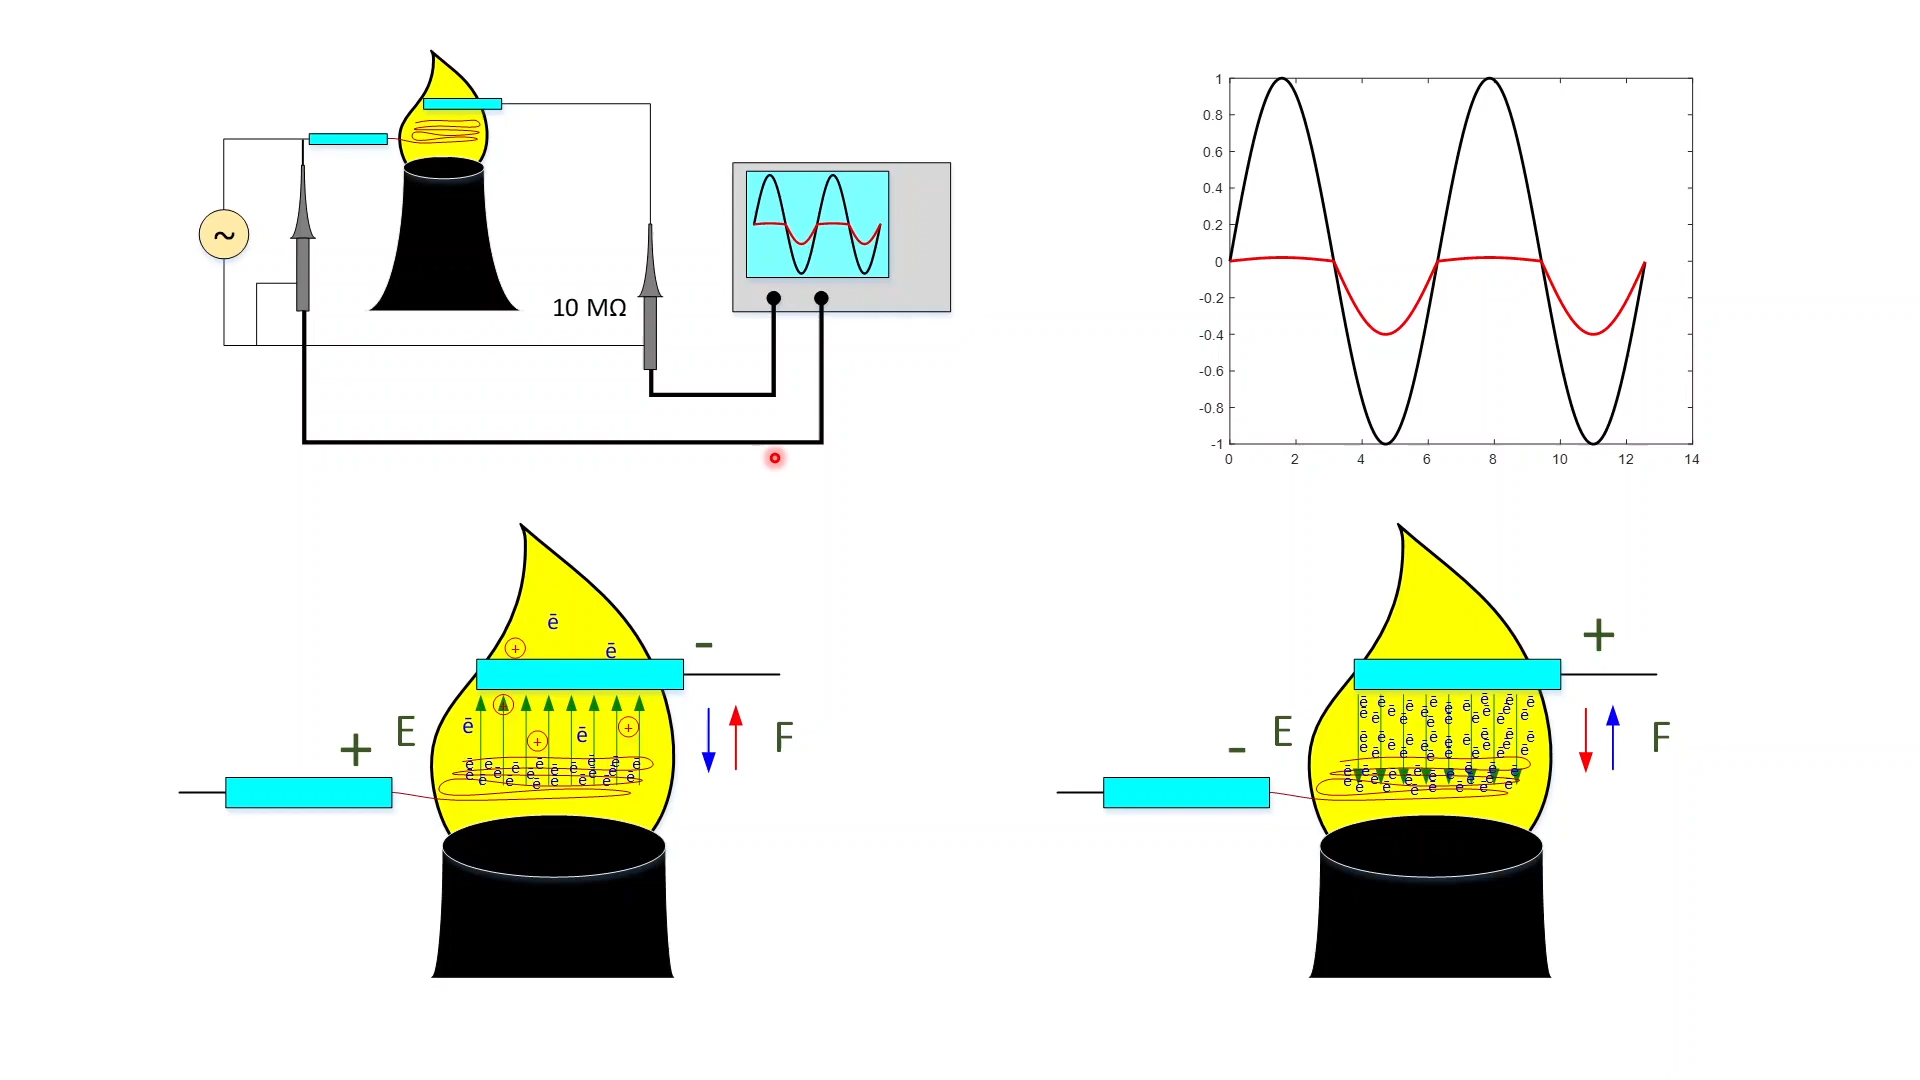 ~
10 MΩ
1
0.8
0.6
0.4
0.2
0
-0.2
-0.4
-0.6
-0.8
-1
0 2 4 6 8 10 12 14
+ E - F
ē ē ē ē
+ + + +
ē ē ē ē ē ē ē ē ē ē ē ē ē ē ē ē
- E + F